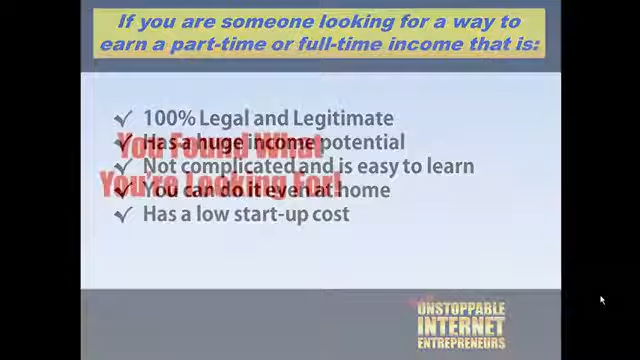 If you are someone looking for a way to
earn a part-time or full-time income that is:
✓ 100% Legal and Legitimate
✓ Has a huge income potential
✓ Not complicated and is easy to learn
✓ You can do it even at home
✓ Has a low start-up cost
You Found What
You're Looking For!
UNSTOPPABLE
INTERNET
ENTREPRENEURS